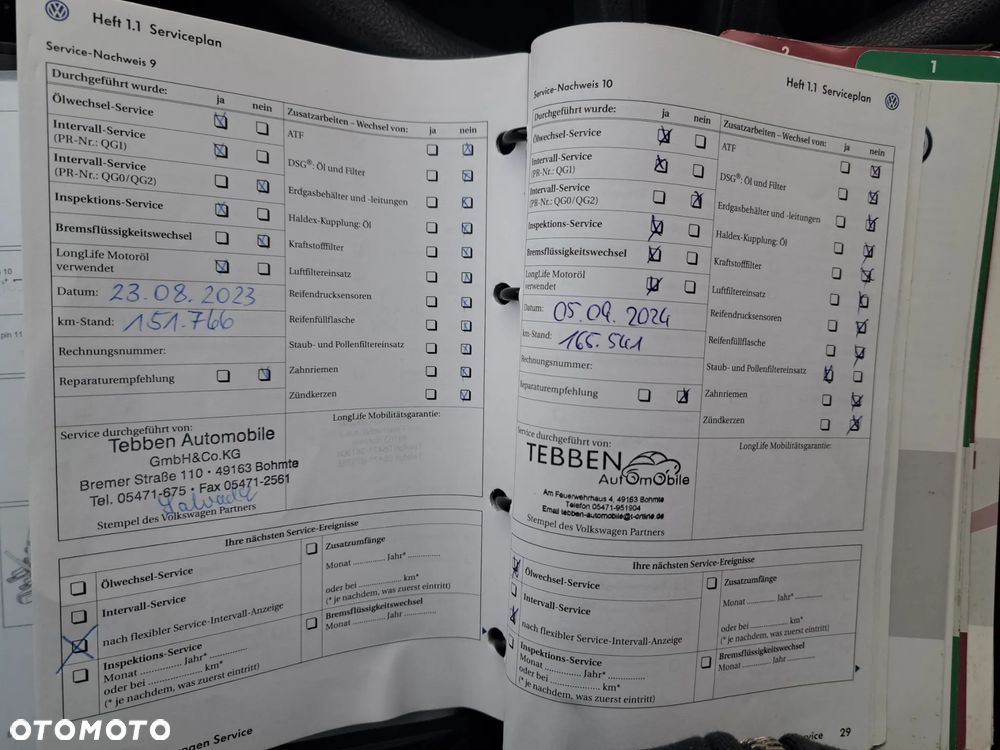 Heft 1.1 Serviceplan
Service-Nachweis 9
Durchgeführt wurde:
ja
nein
Zusatzarbeiten – Wechsel von:
ja
nein
Ölwechsel-Service
Intervall-Service
(PR-Nr.: QG1)
Intervall-Service
(PR-Nr.: QG0/QG2)
Inspektions-Service
Bremsflüssigkeitswechsel
LongLife Motoröl
verwendet
Datum: 23.08.2023
km-Stand: 151.766
Rechnungsnummer:
Reparaturempfehlung
ATF
DSG®: Öl und Filter
Erdgasbehälter und -leitungen
Haldex-Kupplung: Öl
Kraftstofffilter
Luftfiltereinsatz
Reifendrucksensoren
Reifenfüllflasche
Staub- und Pollenfiltereinsatz
Zahnriemen
Zündkerzen
Service durchgeführt von:
LongLife Mobilitätsgarantie:
Tebben Automobile
GmbH&Co.KG
Bremer Straße 110 · 49163 Bohmte
Tel. 05471-675 · Fax 05471-2561
Stempel des Volkswagen Partners
Ihre nächsten Service-Ereignisse
Ölwechsel-Service
Intervall-Service
nach flexibler Service-Intervall-Anzeige
Inspektions-Service
Monat .............. Jahr* ..............
oder bei .................... km*
(* je nachdem, was zuerst eintritt)
Zusatzumfänge
Monat ............ Jahr* ............
oder bei .................... km*
(* je nachdem, was zuerst eintritt)
Bremsflüssigkeitswechsel
Monat ............ Jahr ............
Heft 1.1 Serviceplan
Service-Nachweis 10
Durchgeführt wurde:
ja
nein
Zusatzarbeiten – Wechsel von:
ja
nein
Ölwechsel-Service
Intervall-Service
(PR-Nr.: QG1)
Intervall-Service
(PR-Nr.: QG0/QG2)
Inspektions-Service
Bremsflüssigkeitswechsel
LongLife Motoröl
verwendet
Datum: 05.09.2024
km-Stand: 165.541
Rechnungsnummer:
Reparaturempfehlung
ATF
DSG®: Öl und Filter
Erdgasbehälter und -leitungen
Haldex-Kupplung: Öl
Kraftstofffilter
Luftfiltereinsatz
Reifendrucksensoren
Reifenfüllflasche
Staub- und Pollenfiltereinsatz
Zahnriemen
Zündkerzen
Service durchgeführt von:
LongLife Mobilitätsgarantie:
TEBBEN
AutomObile
Am Feuerwehrhaus 4, 49163 Bohmte
Telefon 05471-951904
Email tebben-automobile@t-online.de
Stempel des Volkswagen Partners
Ihre nächsten Service-Ereignisse
Ölwechsel-Service
Intervall-Service
nach flexibler Service-Intervall-Anzeige
Inspektions-Service
Monat .............. Jahr* ..............
oder bei .................... km*
(* je nachdem, was zuerst eintritt)
Zusatzumfänge
Monat ............ Jahr* ............
oder bei .................... km*
(* je nachdem, was zuerst eintritt)
Bremsflüssigkeitswechsel
Monat ............ Jahr ............
29
2
1
OTOMOTO